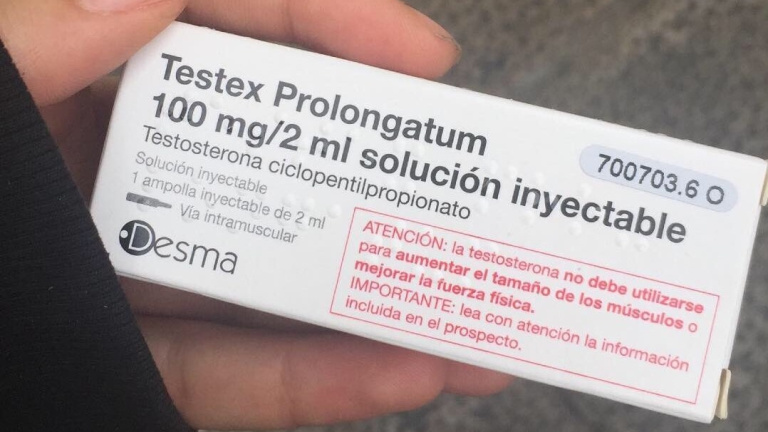 Testex Prolongatum
100 mg/2 ml solución inyectable
Testosterona ciclopentilpropionato
Solución inyectable
1 ampolla inyectable de 2 ml
Via intramuscular
Desma
700703.6 O
ATENCIÓN: la testosterona no debe utilizarse
para aumentar el tamaño de los músculos o
mejorar la fuerza física.
IMPORTANTE: lea con atención la información
incluida en el prospecto.